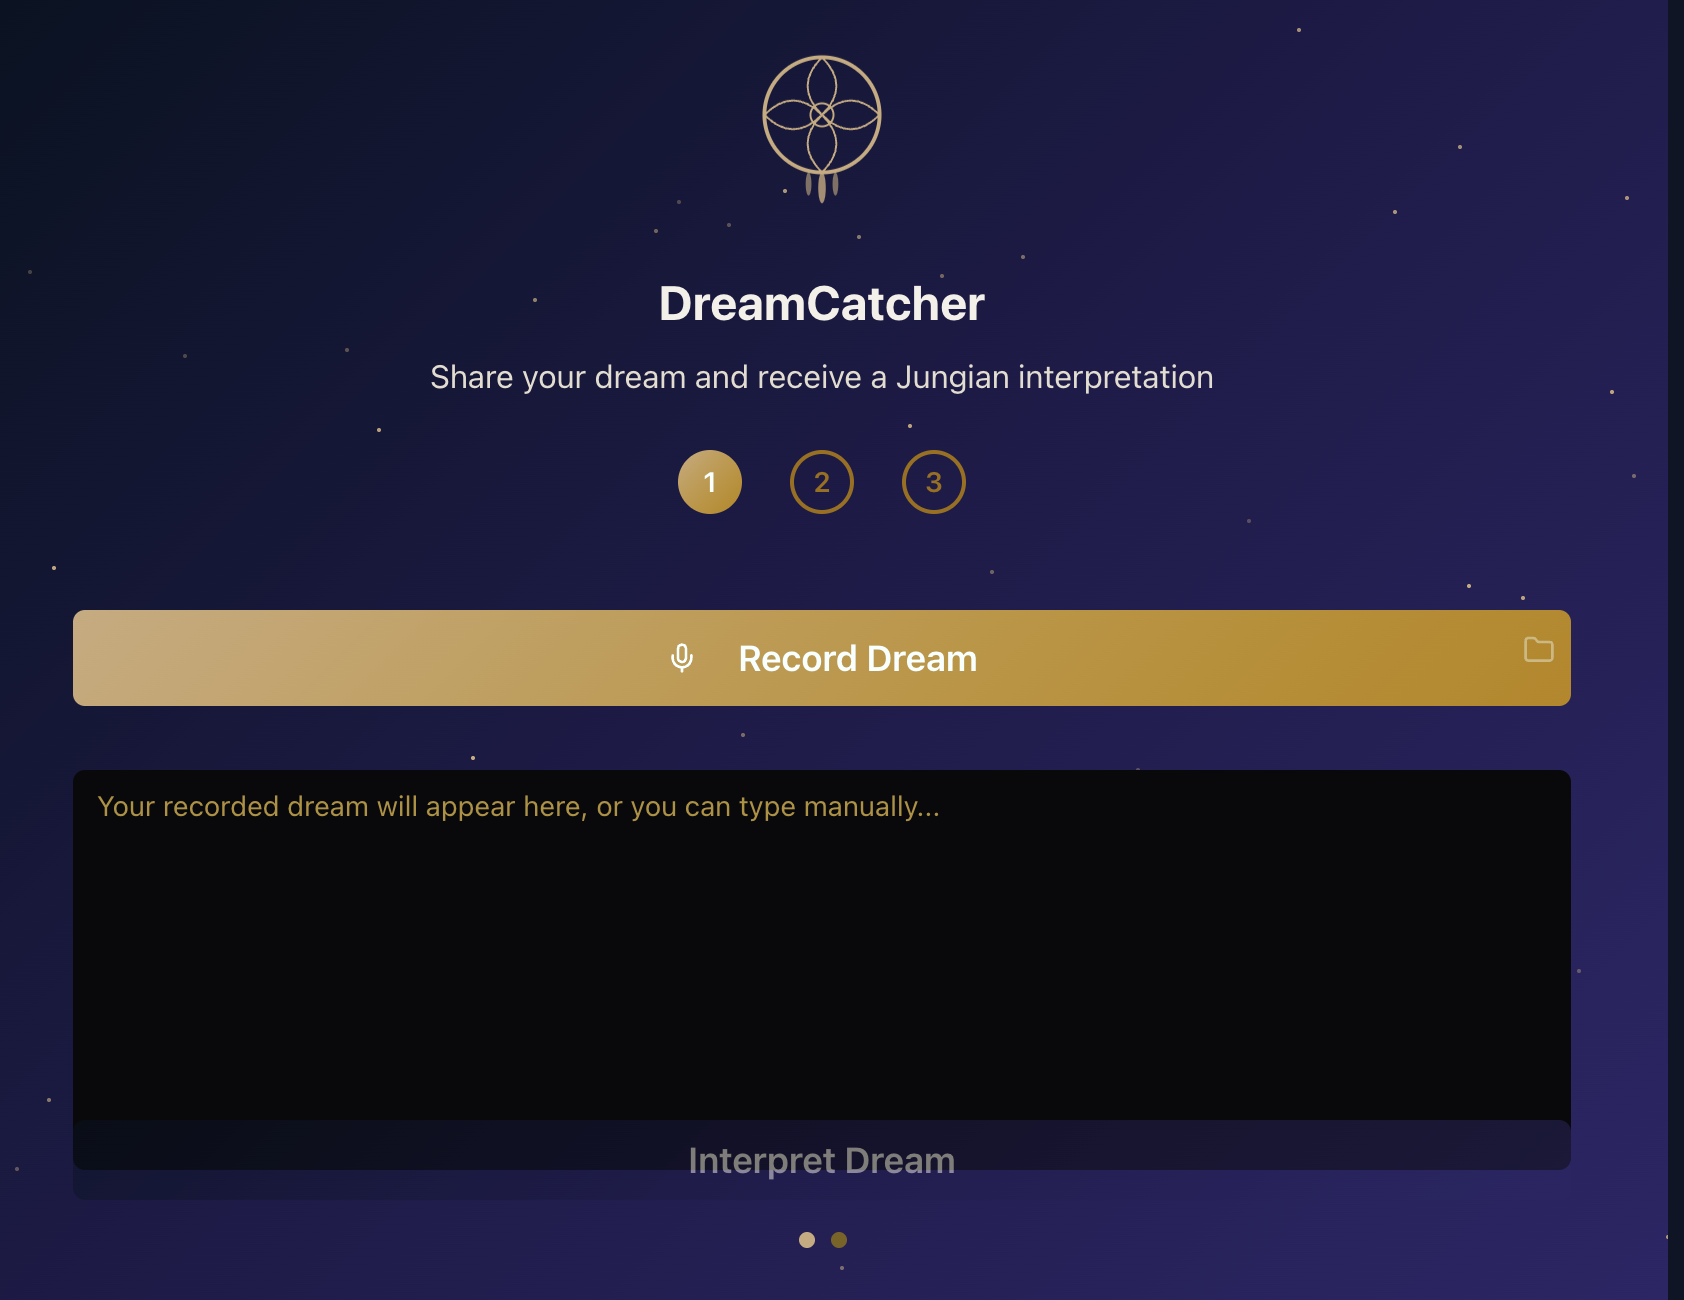 DreamCatcher
Share your dream and receive a Jungian interpretation
1 2 3
Record Dream
Your recorded dream will appear here, or you can type manually...
Interpret Dream